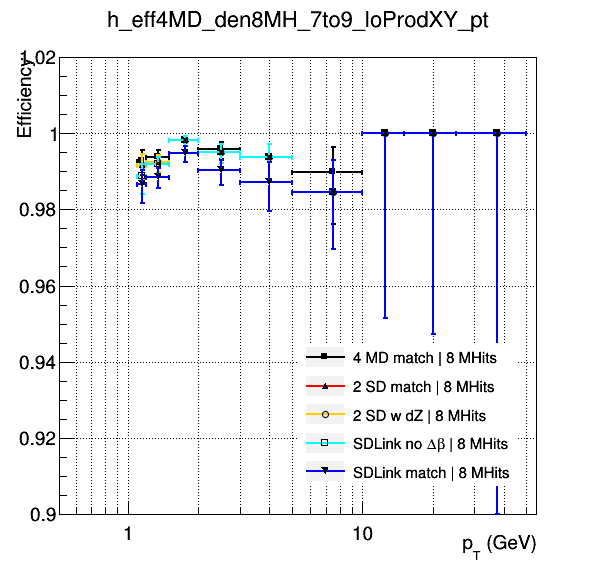 h_eff4MD_den8MH_7to9_loProdXY_pt
Efficiency
1.02
1
0.98
0.96
0.94
0.92
0.9
4 MD match | 8 MHits
2 SD match | 8 MHits
2 SD w dZ | 8 MHits
SDLink no Δβ | 8 MHits
SDLink match | 8 MHits
1
10
p_T (GeV)